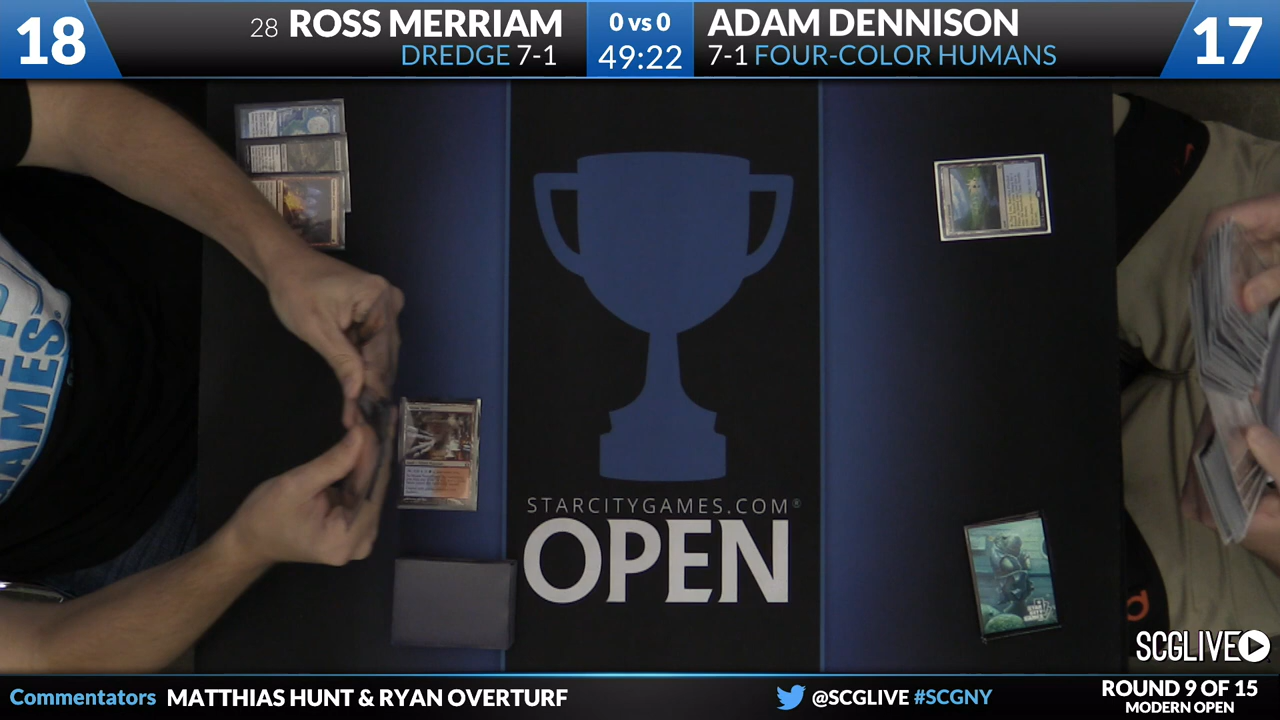 18
28 ROSS MERRIAM
DREDGE 7-1
0 vs 0
49:22
ADAM DENNISON
7-1 FOUR-COLOR HUMANS
17
AMES.
STARCITYGAMES.COM®
OPEN
SCGLIVE
Commentators MATTHIAS HUNT & RYAN OVERTURF
@SCGLIVE #SCGNY
ROUND 9 OF 15
MODERN OPEN